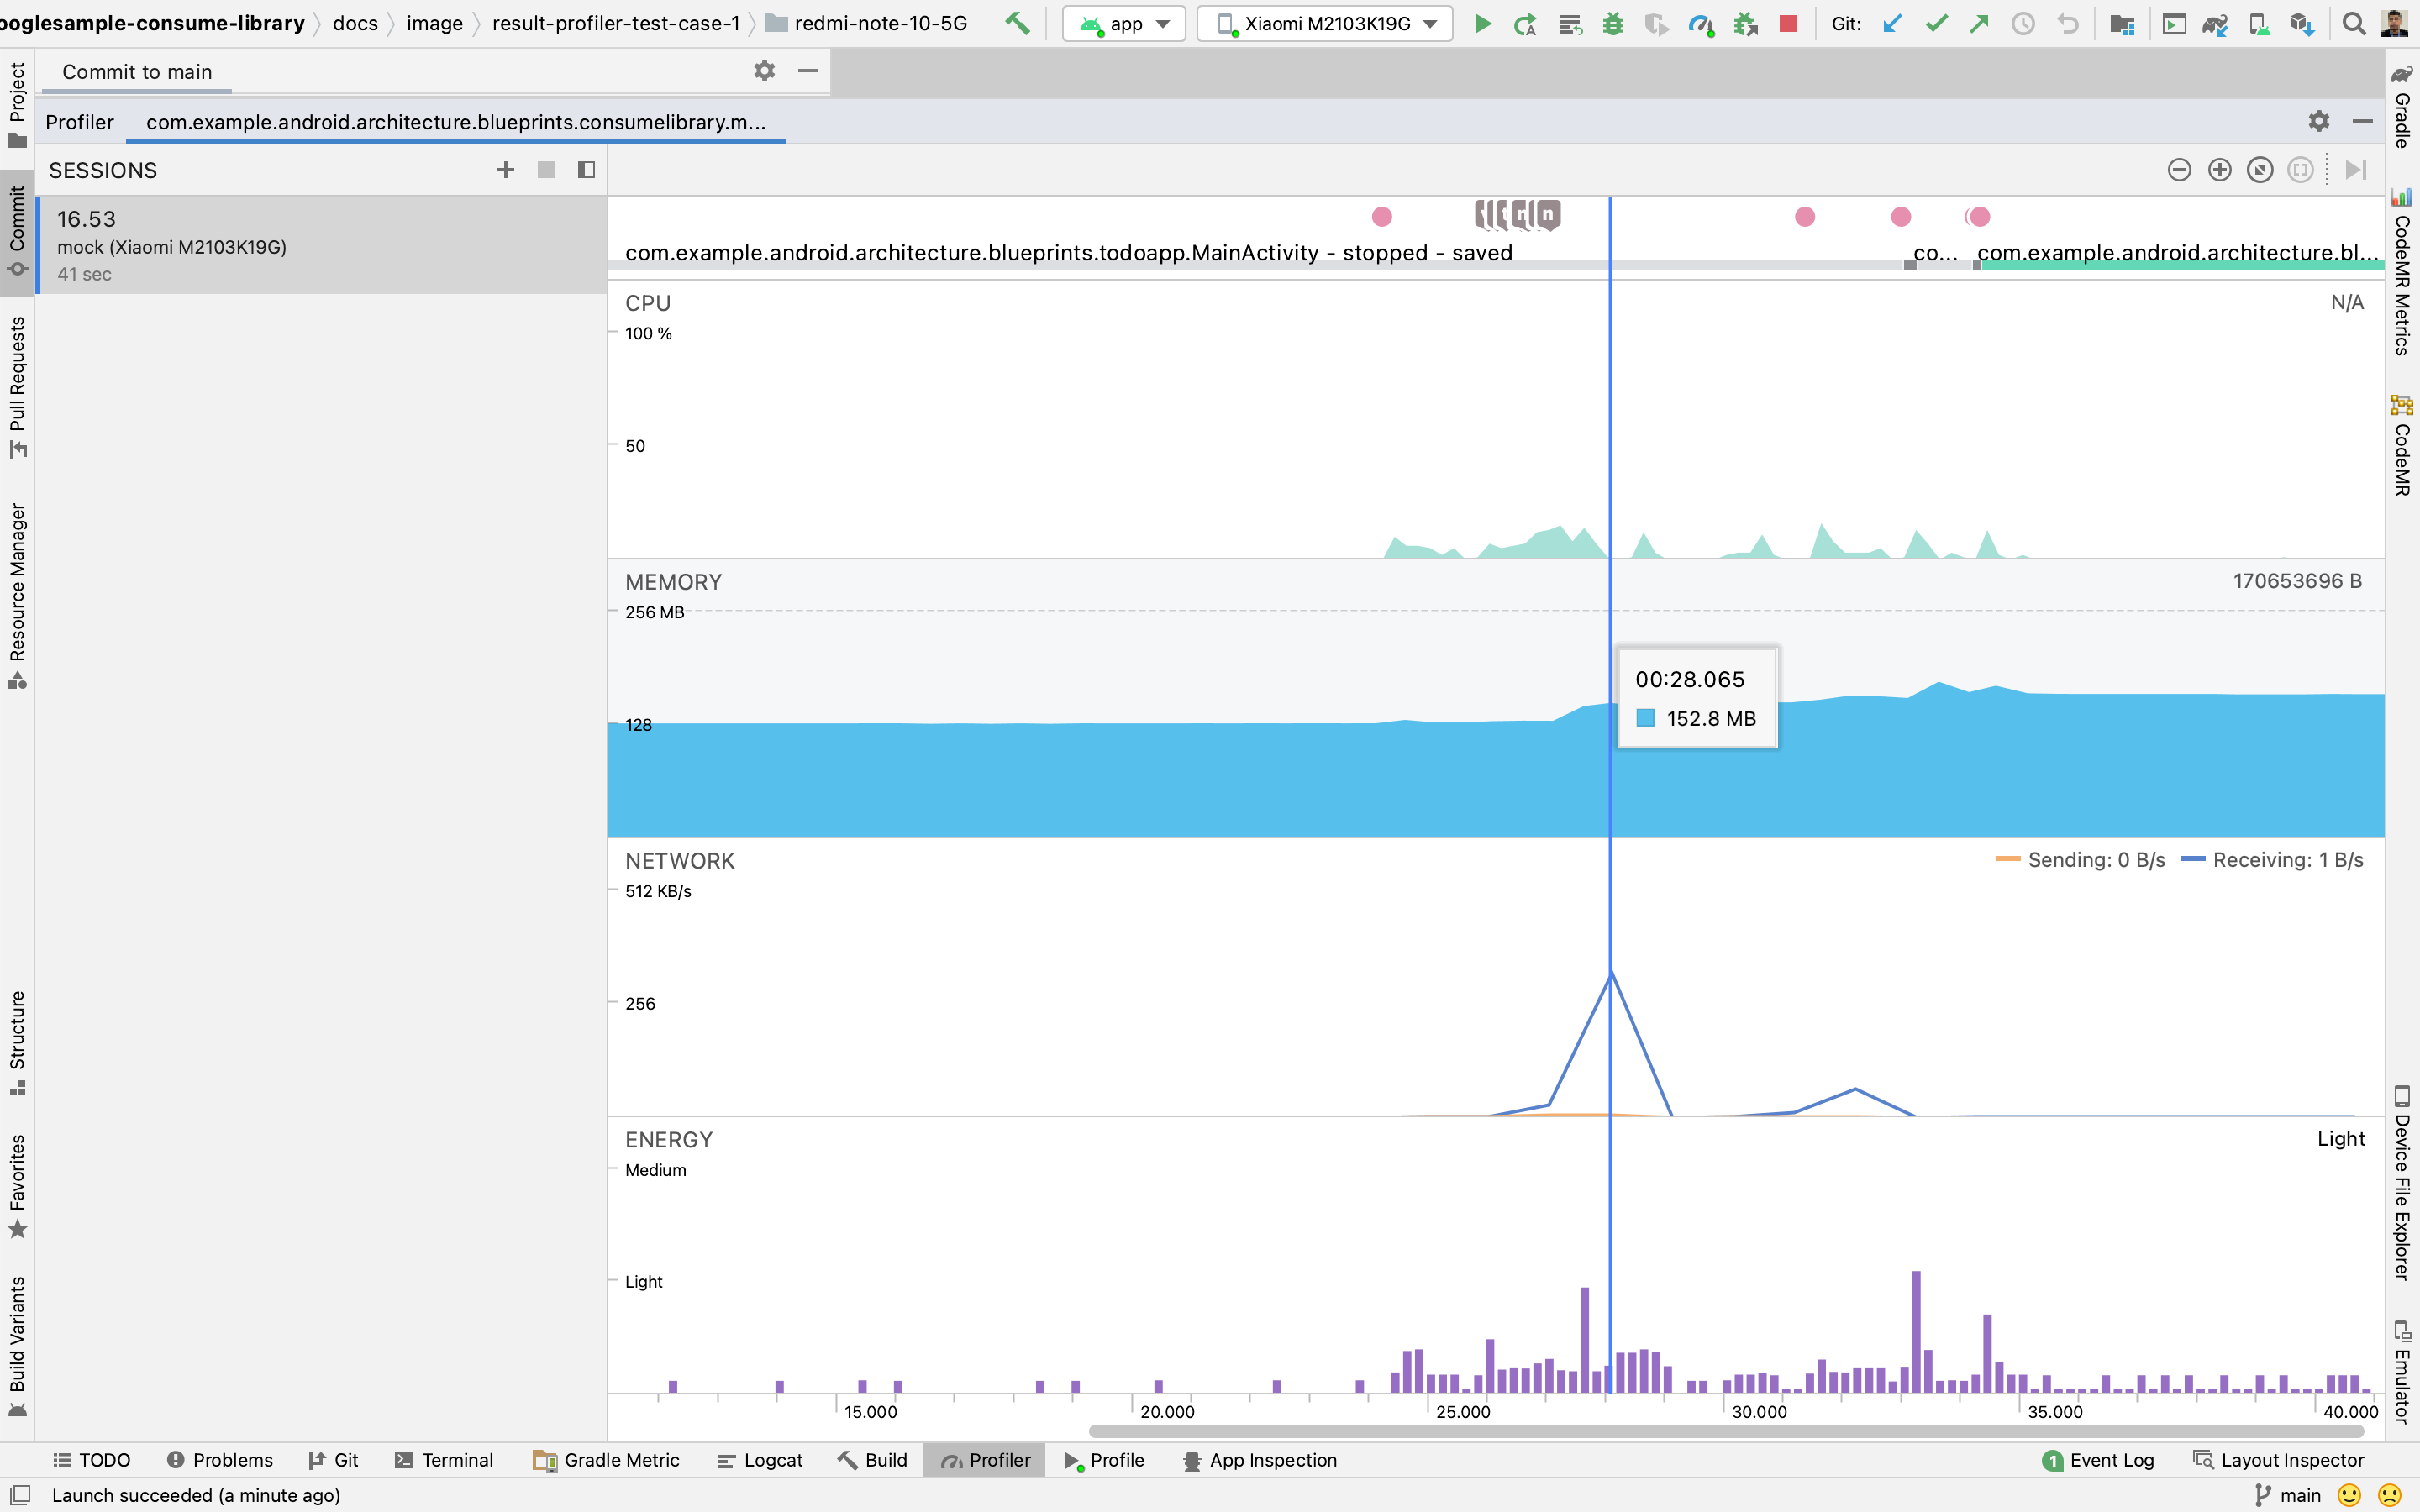 ooglesample-consume-library
docs
image
result-profiler-test-case-1
redmi-note-10-5G
app
Xiaomi M2103K19G
Git:
Commit to main
Profiler
com.example.android.architecture.blueprints.consumelibrary.m...
SESSIONS
16.53
mock (Xiaomi M2103K19G)
41 sec
n
com.example.android.architecture.blueprints.todoapp.MainActivity - stopped - saved
co...
com.example.android.architecture.bl...
CPU
N/A
100 %
50
MEMORY
170653696 B
256 MB
128
00:28.065
152.8 MB
NETWORK
Sending: 0 B/s
Receiving: 1 B/s
512 KB/s
256
ENERGY
Light
Medium
Light
15.000
20.000
25.000
30.000
35.000
40.000
Project
Commit
Pull Requests
Resource Manager
Structure
Favorites
Build Variants
Gradle
CodeMR Metrics
CodeMR
Device File Explorer
Emulator
TODO
Problems
Git
Terminal
Gradle Metric
Logcat
Build
Profiler
Profile
App Inspection
1
Event Log
Layout Inspector
Launch succeeded (a minute ago)
main